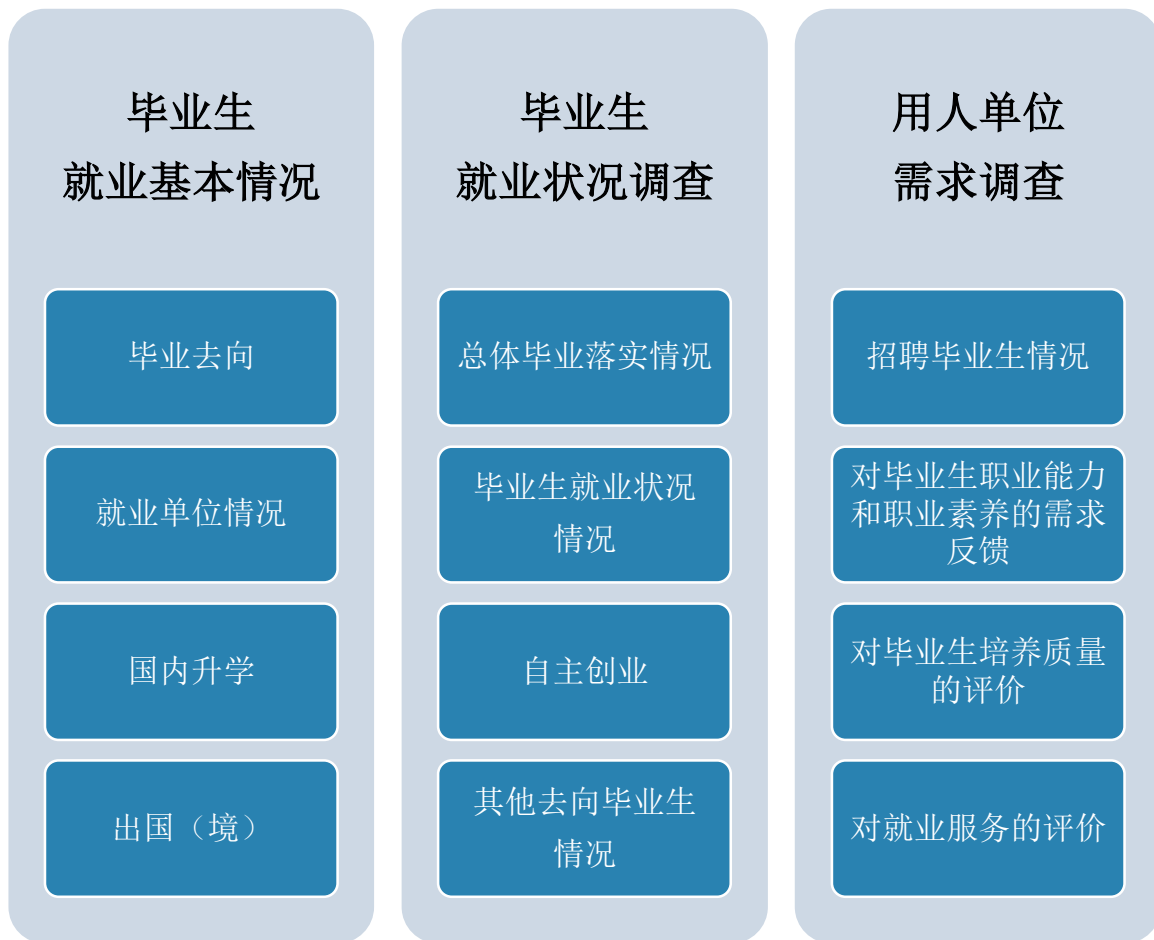 毕业生
就业基本情况
毕业去向
就业单位情况
国内升学
出国（境）
毕业生
就业状况调查
总体毕业落实情况
毕业生就业状况
情况
自主创业
其他去向毕业生
情况
用人单位
需求调查
招聘毕业生情况
对毕业生职业能力
和职业素养的需求
反馈
对毕业生培养质量
的评价
对就业服务的评价